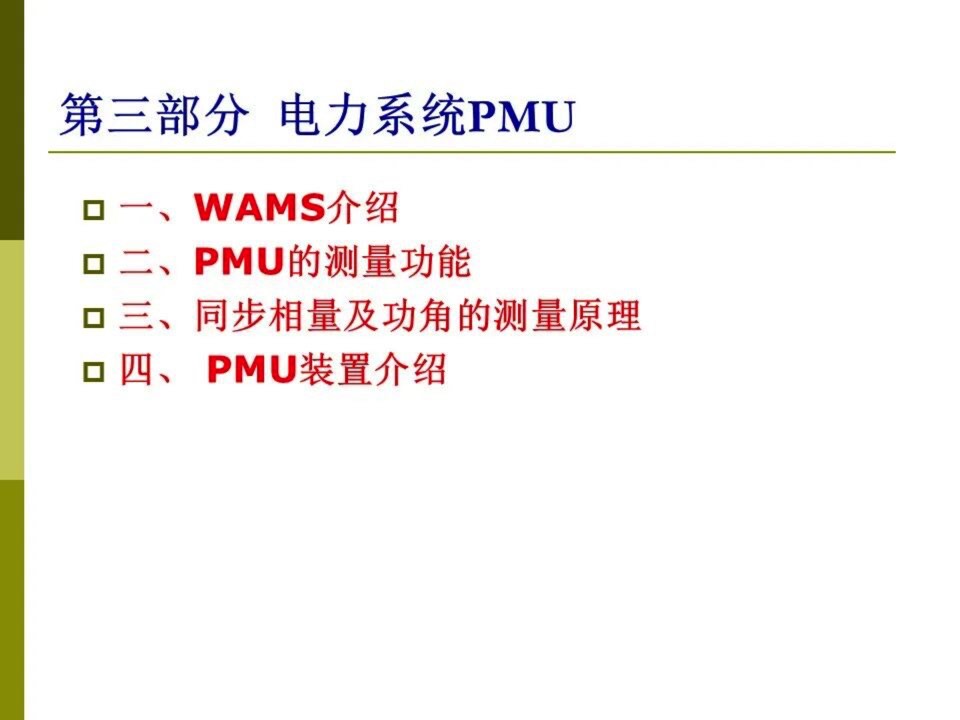 第三部分 电力系统PMU
一、WAMS介绍
二、PMU的测量功能
三、同步相量及功角的测量原理
四、 PMU装置介绍